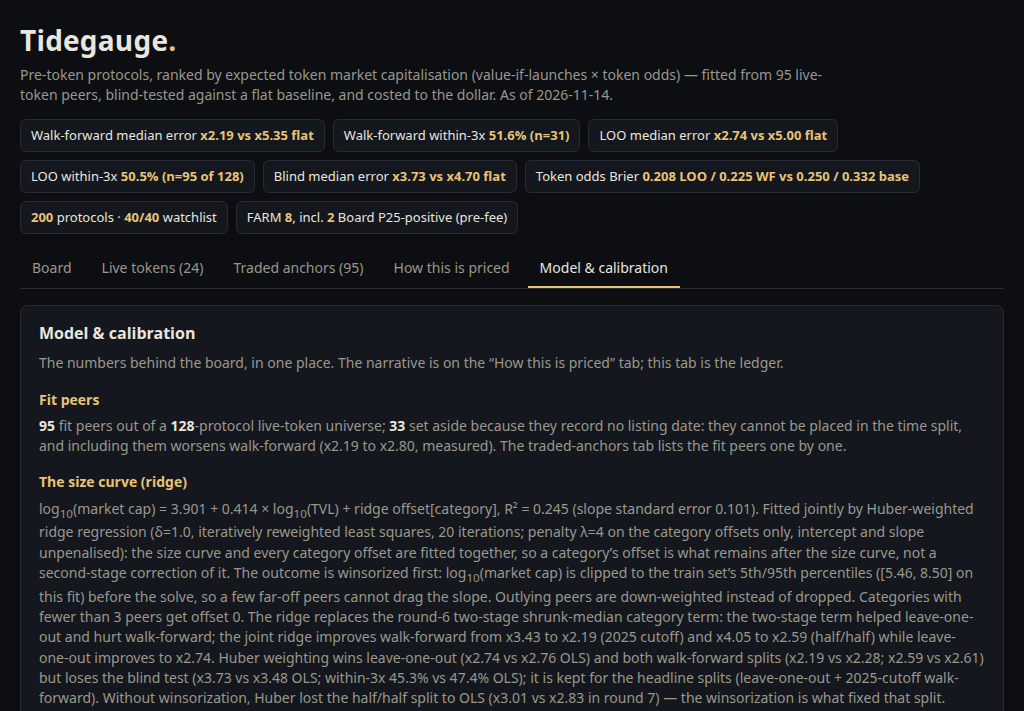 Tidegauge.
Pre-token protocols, ranked by expected token market capitalisation (value-if-launches × token odds) — fitted from 95 live-
token peers, blind-tested against a flat baseline, and costed to the dollar. As of 2026-11-14.
Walk-forward median error x2.19 vs x5.35 flat
Walk-forward within-3x 51.6% (n=31)
LOO median error x2.74 vs x5.00 flat
LOO within-3x 50.5% (n=95 of 128)
Blind median error x3.73 vs x4.70 flat
Token odds Brier 0.208 LOO / 0.225 WF vs 0.250 / 0.332 base
200 protocols · 40/40 watchlist
FARM 8, incl. 2 Board P25-positive (pre-fee)
Board
Live tokens (24)
Traded anchors (95)
How this is priced
Model & calibration
Model & calibration
The numbers behind the board, in one place. The narrative is on the “How this is priced” tab; this tab is the ledger.
Fit peers
95 fit peers out of a 128-protocol live-token universe; 33 set aside because they record no listing date: they cannot be placed in the time split,
and including them worsens walk-forward (x2.19 to x2.80, measured). The traded-anchors tab lists the fit peers one by one.
The size curve (ridge)
log10(market cap) = 3.901 + 0.414 × log10(TVL) + ridge offset[category], R² = 0.245 (slope standard error 0.101). Fitted jointly by Huber-weighted
ridge regression (δ=1.0, iteratively reweighted least squares, 20 iterations; penalty λ=4 on the category offsets only, intercept and slope
unpenalised): the size curve and every category offset are fitted together, so a category’s offset is what remains after the size curve, not a
second-stage correction of it. The outcome is winsorized first: log10(market cap) is clipped to the train set’s 5th/95th percentiles ([5.46, 8.50] on
this fit) before the solve, so a few far-off peers cannot drag the slope. Outlying peers are down-weighted instead of dropped. Categories with
fewer than 3 peers get offset 0. The ridge replaces the round-6 two-stage shrunk-median category term: the two-stage term helped leave-one-
out and hurt walk-forward; the joint ridge improves walk-forward from x3.43 to x2.19 (2025 cutoff) and x4.05 to x2.59 (half/half) while leave-
one-out improves to x2.74. Huber weighting wins leave-one-out (x2.74 vs x2.76 OLS) and both walk-forward splits (x2.19 vs x2.28; x2.59 vs x2.61)
but loses the blind test (x3.73 vs x3.48 OLS; within-3x 45.3% vs 47.4% OLS); it is kept for the headline splits (leave-one-out + 2025-cutoff walk-
forward). Without winsorization, Huber lost the half/half split to OLS (x3.01 vs x2.83 in round 7) — the winsorization is what fixed that split.